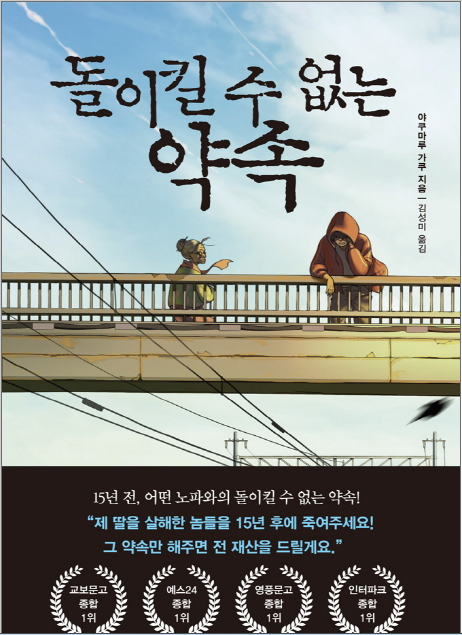 돌이킬 수 없는
약속
야쿠마루 가쿠 지음 — 김성미 옮김
15년 전, 어떤 노파와의 돌이킬 수 없는 약속!
“제 딸을 살해한 놈들을 15년 후에 죽여주세요!
그 약속만 해주면 전 재산을 드릴게요.”
교보문고
종합
1위
예스24
종합
1위
영풍문고
종합
1위
인터파크
종합
1위